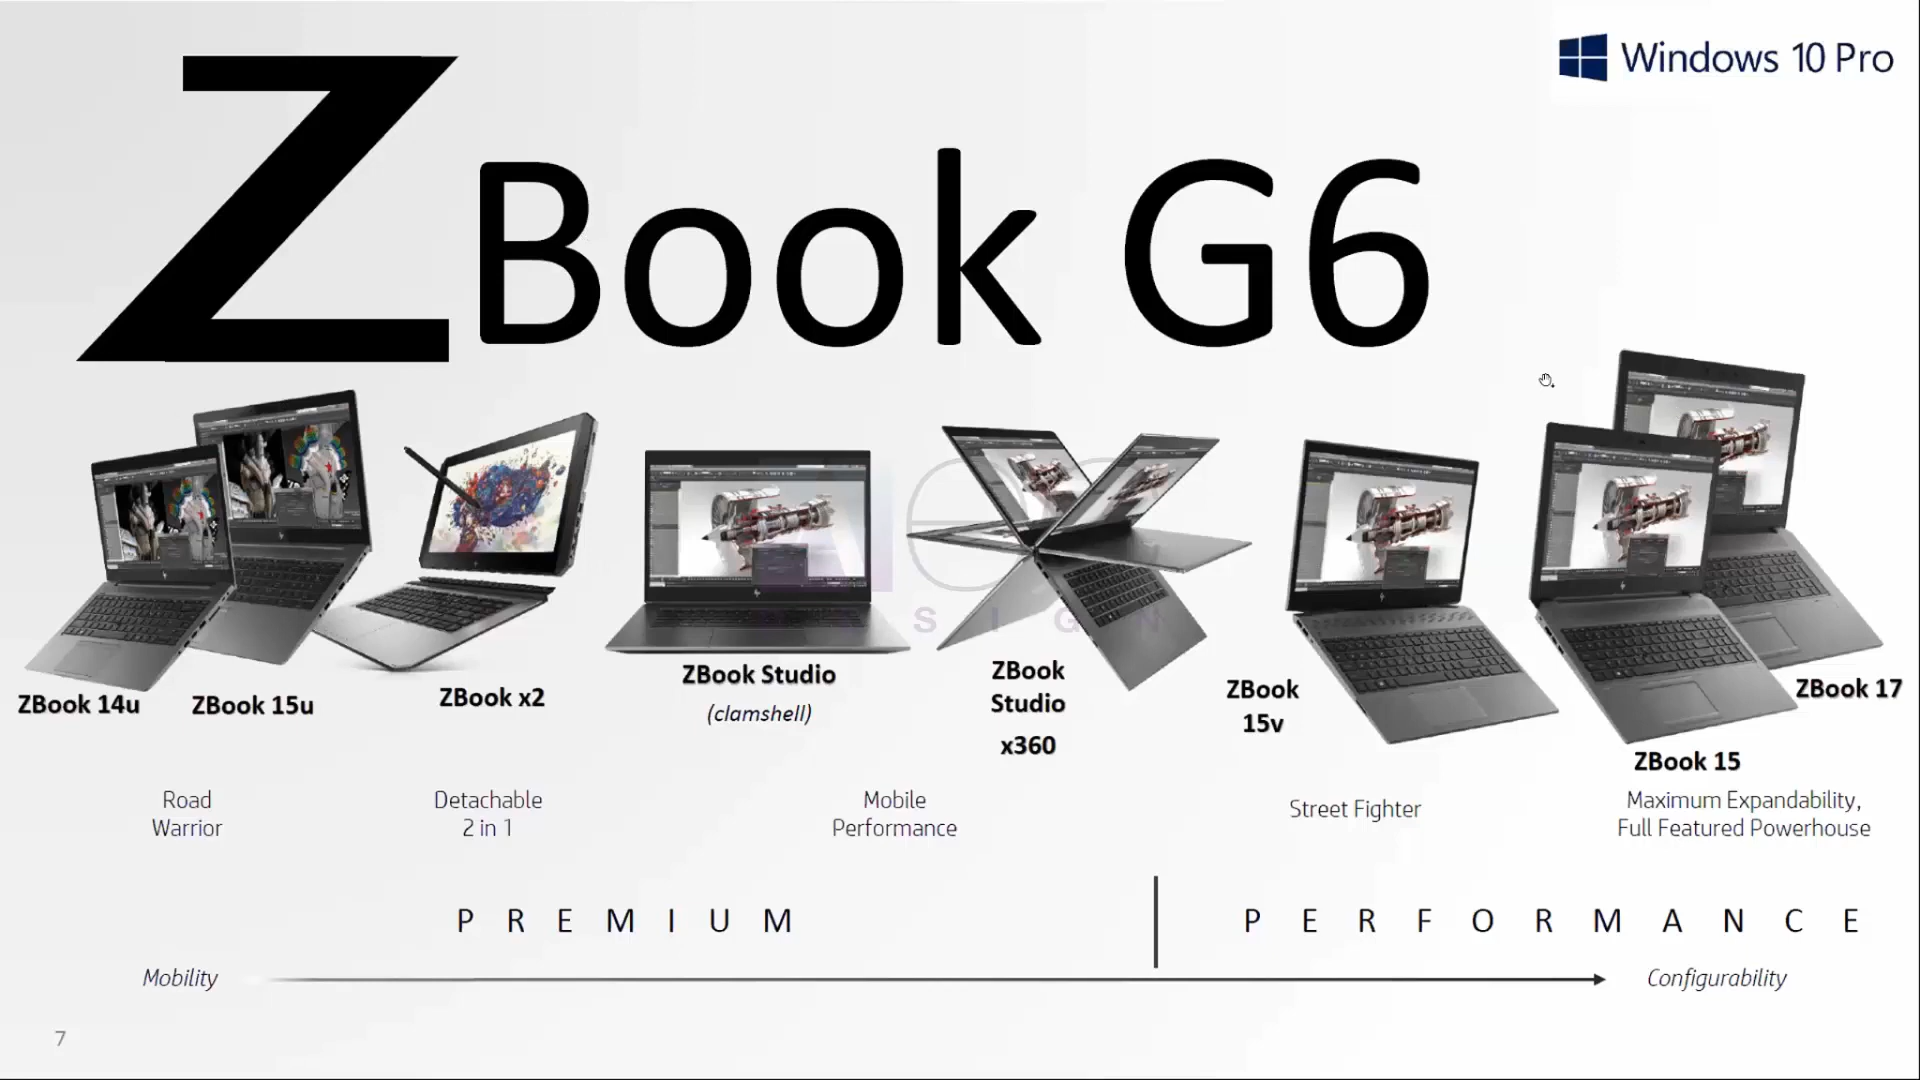 Windows 10 Pro
ZBook G6
ZBook 14u
ZBook 15u
ZBook x2
ZBook Studio
(clamshell)
ZBook
Studio
x360
ZBook
15v
ZBook 15
ZBook 17
Road
Warrior
Detachable
2 in 1
Mobile
Performance
Street Fighter
Maximum Expandability,
Full Featured Powerhouse
PREMIUM
PERFORMANCE
Mobility
Configurability
7